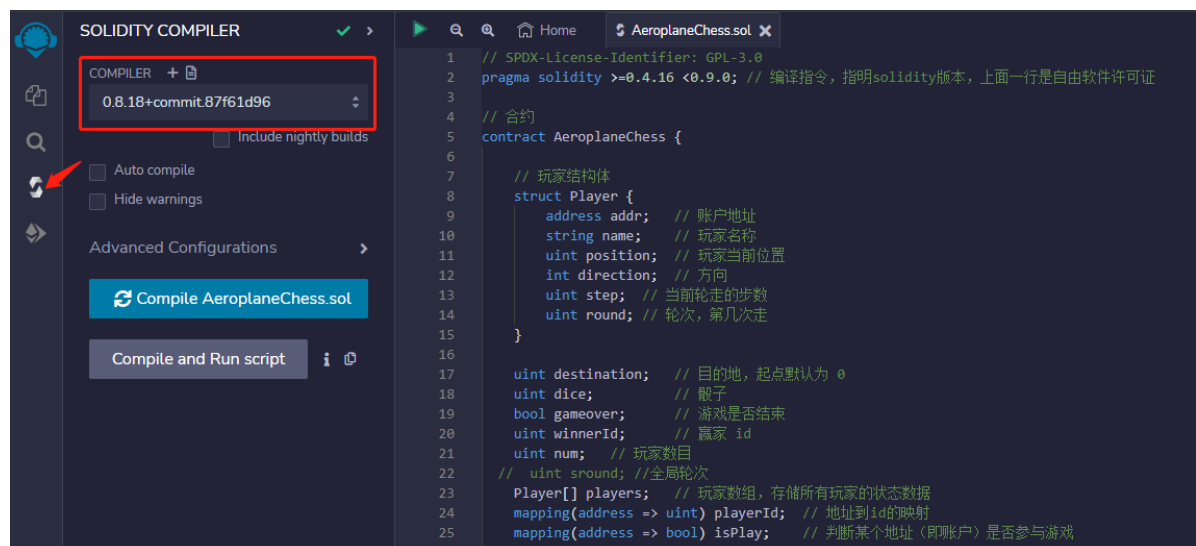 SOLIDITY COMPILER
COMPILER
0.8.18+commit.87f61d96
Include nightly builds
Auto compile
Hide warnings
Advanced Configurations
Compile AeroplaneChess.sol
Compile and Run script
Home
AeroplaneChess.sol
1 // SPDX-License-Identifier: GPL-3.0
2 pragma solidity >=0.4.16 <0.9.0; // 编译指令，指明solidity版本，上面一行是自由软件许可证
3
4 // 合约
5 contract AeroplaneChess {
6
7 // 玩家结构体
8 struct Player {
9 address addr; // 账户地址
10 string name; // 玩家名称
11 uint position; // 玩家当前位置
12 int direction; // 方向
13 uint step; // 当前轮走的步数
14 uint round; // 轮次，第几次走
15 }
16
17 uint destination; // 目的地，起点默认为 0
18 uint dice; // 骰子
19 bool gameover; // 游戏是否结束
20 uint winnerId; // 赢家 id
21 uint num; // 玩家数目
22 // uint sround; //全局轮次
23 Player[] players; // 玩家数组，存储所有玩家的状态数据
24 mapping(address => uint) playerId; // 地址到id的映射
25 mapping(address => bool) isPlay; // 判断某个地址（即账户）是否参与游戏